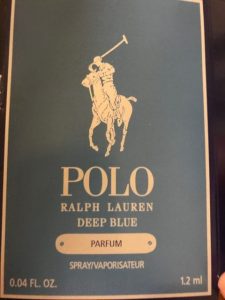 POLO
RALPH LAUREN
DEEP BLUE
PARFUM
SPRAY/VAPORISATEUR
0.04 FL. OZ. 1.2 ml